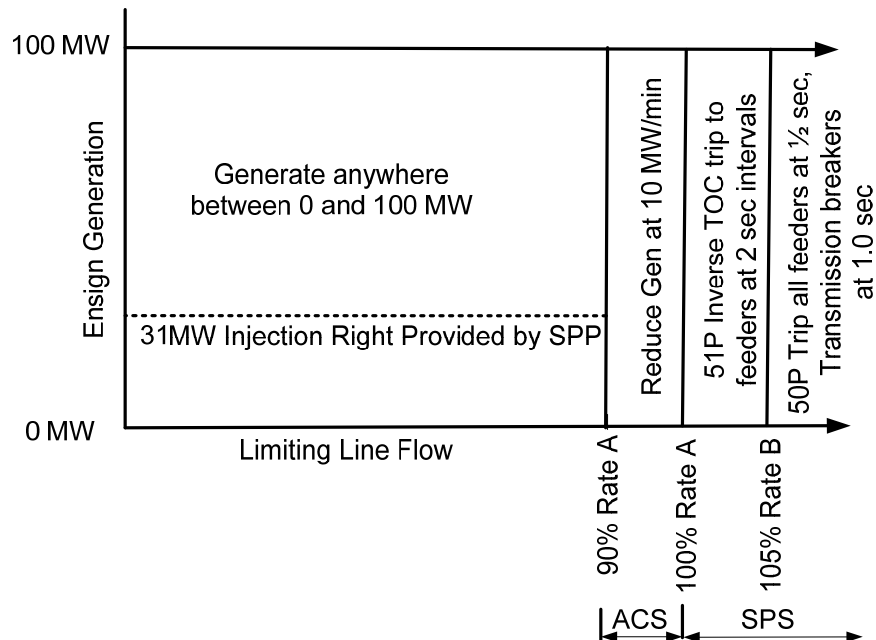 100 MW
Ensign Generation
Generate anywhere
between 0 and 100 MW
31MW Injection Right Provided by SPP
0 MW
Limiting Line Flow
Reduce Gen at 10 MW/min
51P Inverse TOC trip to
feeders at 2 sec intervals
50P Trip all feeders at ½ sec,
Transmission breakers
at 1.0 sec
90% Rate A
100% Rate A
105% Rate B
ACS
SPS